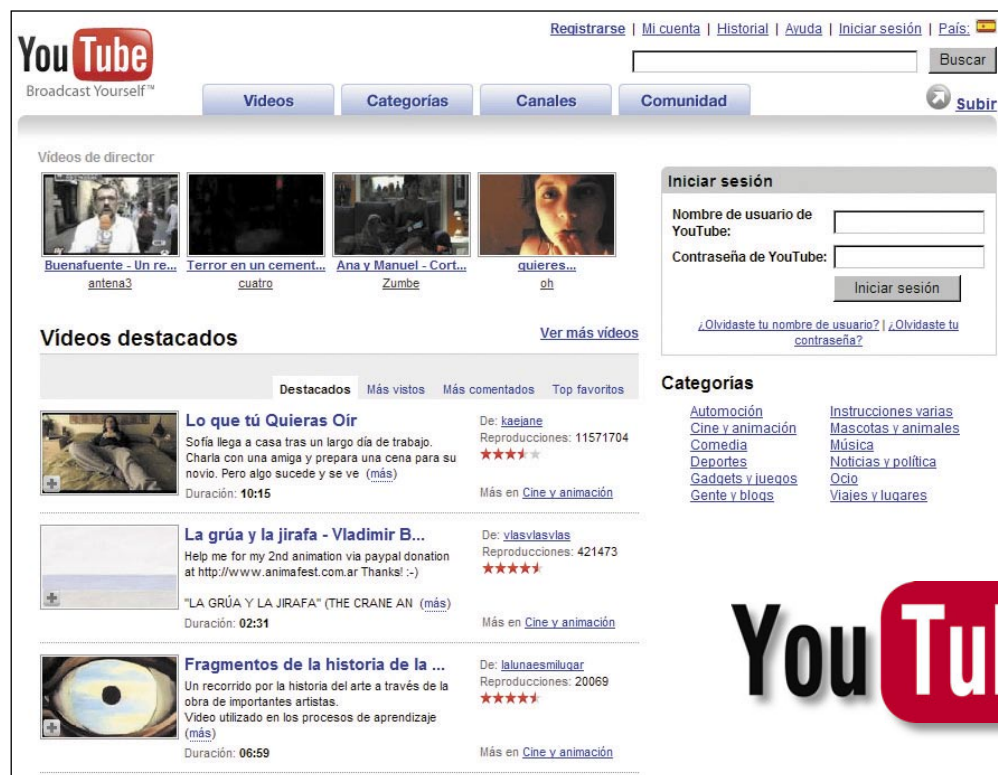 Registrarse | Mi cuenta | Historial | Ayuda | Iniciar sesión | País:
YouTube
Broadcast Yourself™
Buscar
Videos
Categorías
Canales
Comunidad
Subir
Vídeos de director
Buenafuente - Un re...
antena3
Terror en un cement...
cuatro
Ana y Manuel - Cort...
Zumbe
quieres...
oh
Vídeos destacados
Ver más vídeos
Destacados
Más vistos
Más comentados
Top favoritos
Lo que tú Quieras Oír
Sofía llega a casa tras un largo día de trabajo.
Charla con una amiga y prepara una cena para su
novio. Pero algo sucede y se ve (más)
Duración: 10:15
De: kaejane
Reproducciones: 11571704
Más en Cine y animación
La grúa y la jirafa - Vladimir B...
Help me for my 2nd animation via paypal donation
at http://www.animafest.com.ar Thanks! :-)
"LA GRÚA Y LA JIRAFA" (THE CRANE AN (más)
Duración: 02:31
De: vlasvlasvlas
Reproducciones: 421473
Más en Cine y animación
Fragmentos de la historia de la ...
Un recorrido por la historia del arte a través de la
obra de importantes artistas.
Video utilizado en los procesos de aprendizaje
(más)
Duración: 06:59
De: lalunaesmilugar
Reproducciones: 20069
Más en Cine y animación
Iniciar sesión
Nombre de usuario de
YouTube:
Contraseña de YouTube:
Iniciar sesión
¿Olvidaste tu nombre de usuario? | ¿Olvidaste tu
contraseña?
Categorías
Automoción
Cine y animación
Comedia
Deportes
Gadgets y juegos
Gente y blogs
Instrucciones varias
Mascotas y animales
Música
Noticias y política
Ocio
Viajes y lugares
You Tu